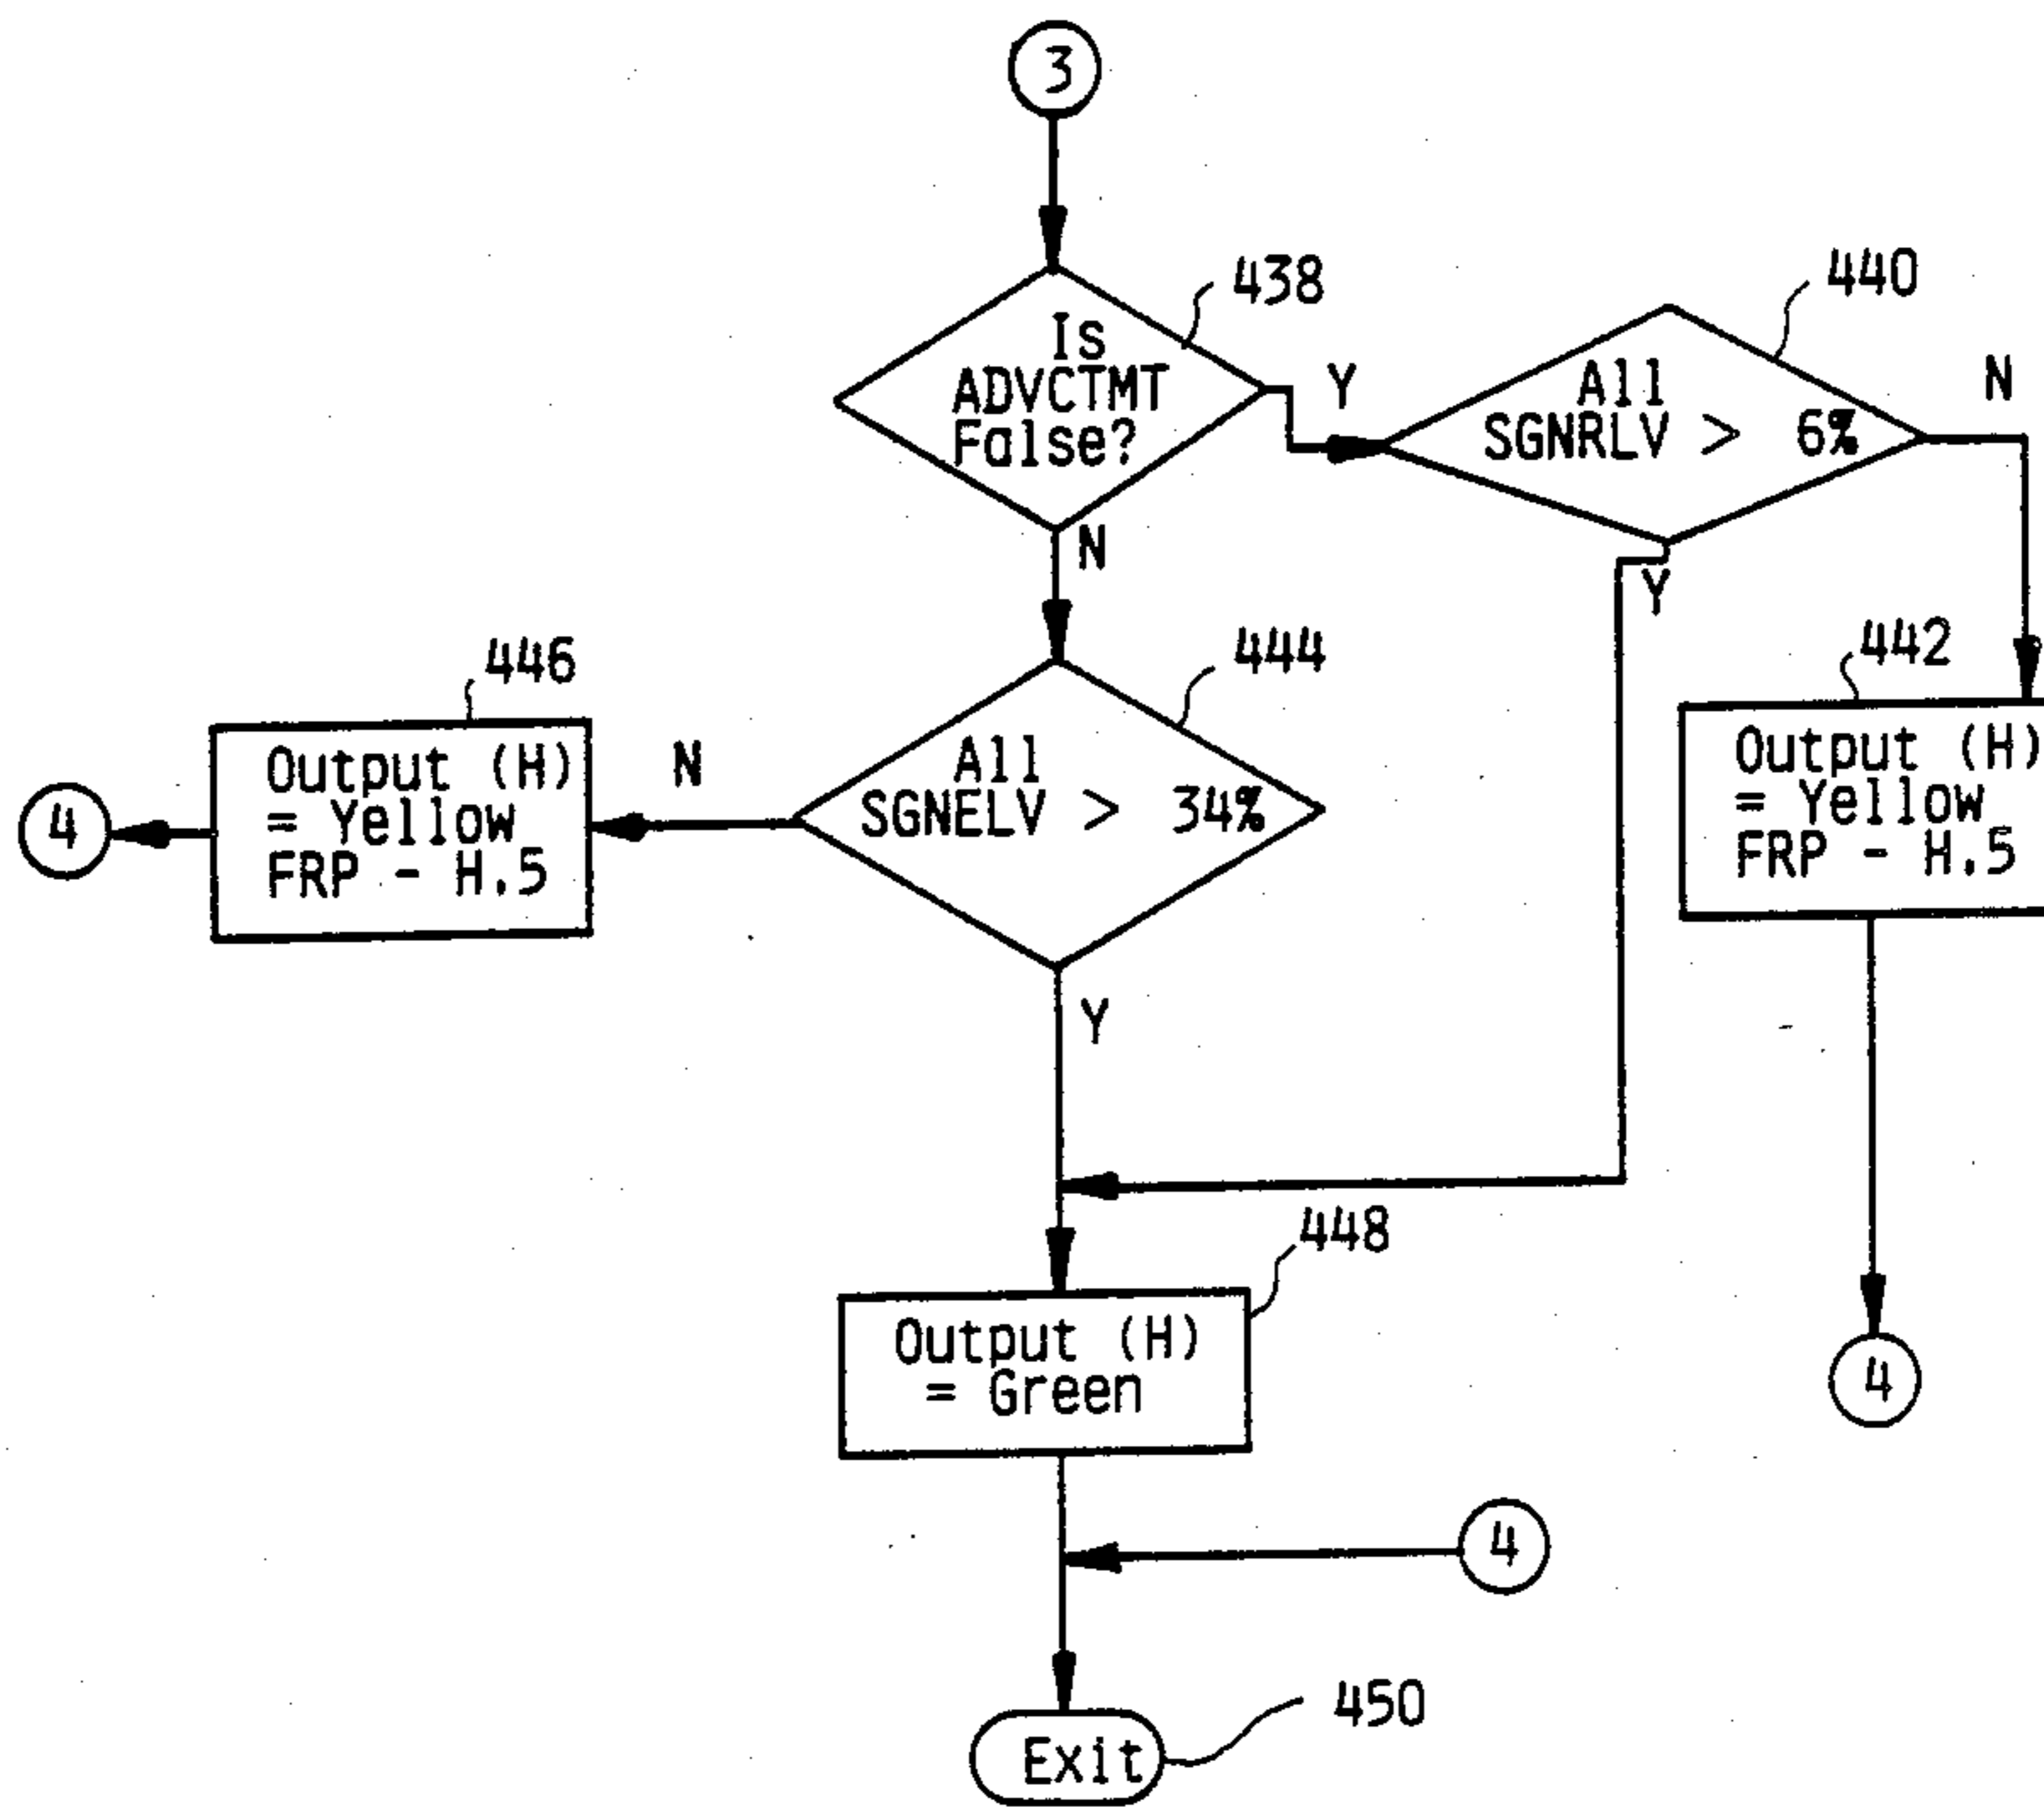 3
438
Is
ADVCTMT
False?
Y
N
440
All
SGNRLV > 6%
N
Y
446
Output (H)
= Yellow
FRP - H.5
4
N
444
All
SGNELV > 34%
Y
442
Output (H)
= Yellow
FRP - H.5
4
448
Output (H)
= Green
4
450
Exit